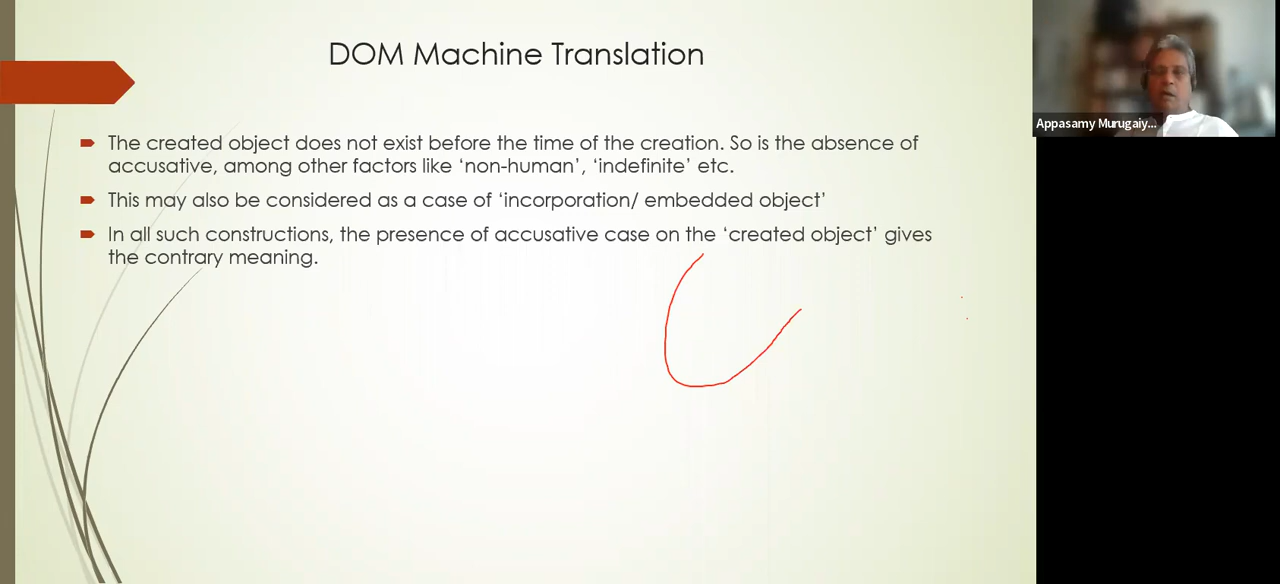 DOM Machine Translation
The created object does not exist before the time of the creation. So is the absence of
accusative, among other factors like ‘non-human’, ‘indefinite’ etc.
This may also be considered as a case of ‘incorporation/ embedded object’
In all such constructions, the presence of accusative case on the ‘created object’ gives
the contrary meaning.
Appasamy Murugaiy...